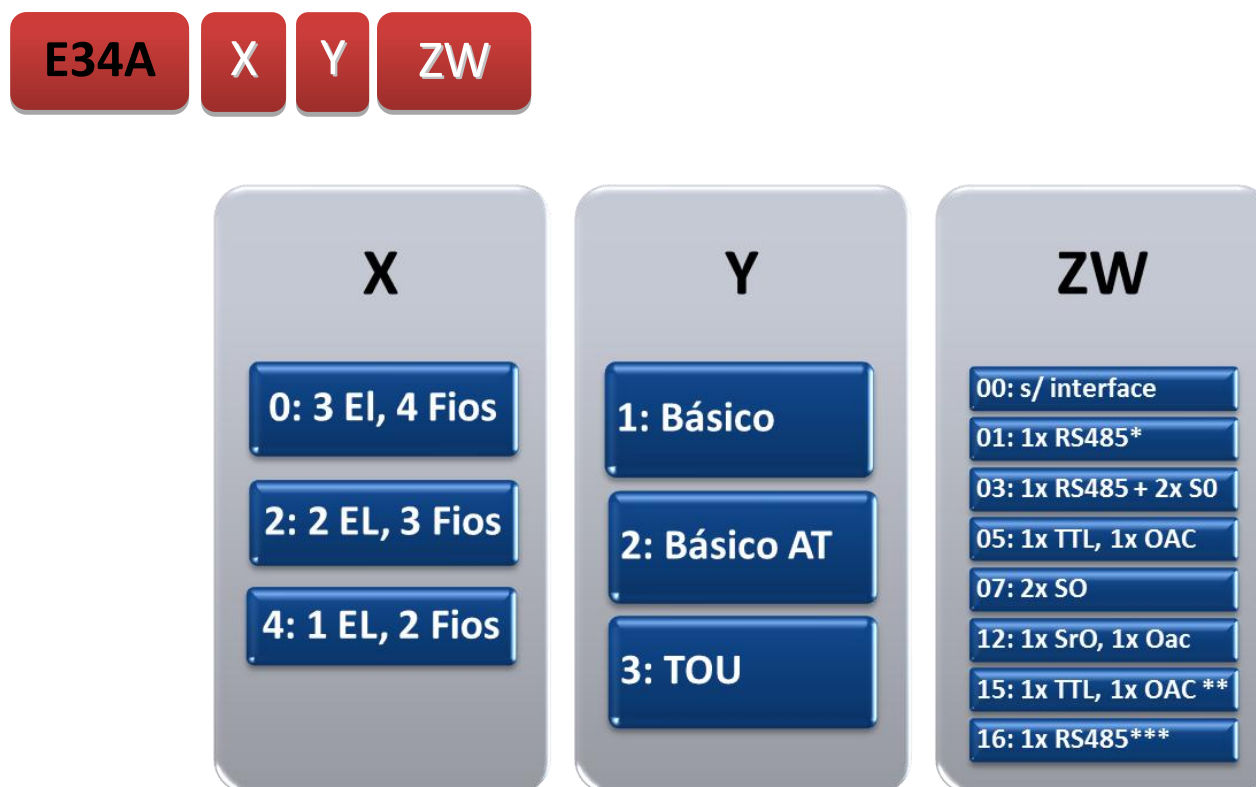 E34A X Y ZW
X
0: 3 El, 4 Fios
2: 2 EL, 3 Fios
4: 1 EL, 2 Fios
Y
1: Básico
2: Básico AT
3: TOU
ZW
00: s/ interface
01: 1x RS485*
03: 1x RS485 + 2x S0
05: 1x TTL, 1x OAC
07: 2x SO
12: 1x SrO, 1x Oac
15: 1x TTL, 1x OAC **
16: 1x RS485***